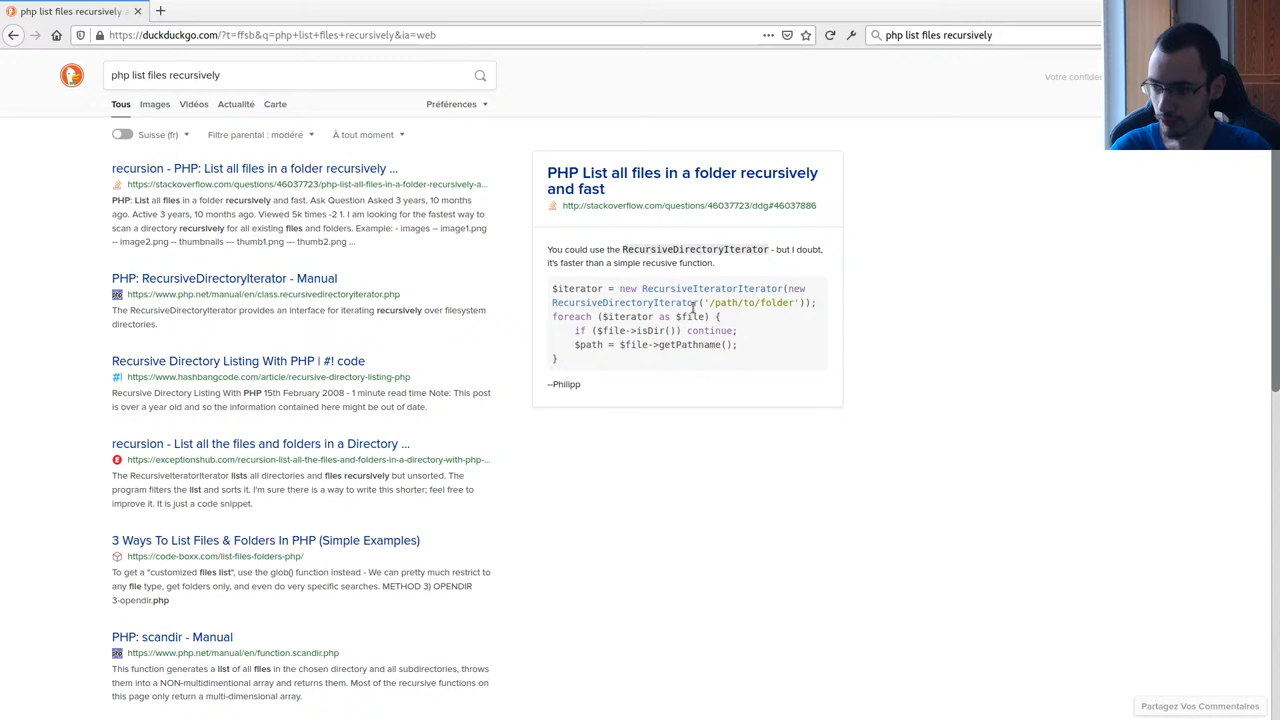 php list files recursively a
https://duckduckgo.com/?t=ffsb&q=php+list+files+recursively&ia=web
php list files recursively
php list files recursively
Votre confiden
Tous Images Vidéos Actualité Carte Préférences
Suisse (fr) Filtre parental : modéré À tout moment
recursion - PHP: List all files in a folder recursively ...
https://stackoverflow.com/questions/46037723/php-list-all-files-in-a-folder-recursively-a...
PHP: List all files in a folder recursively and fast. Ask Question Asked 3 years, 10 months
ago. Active 3 years, 10 months ago. Viewed 5k times -2 1. I am looking for the fastest way to
scan a directory recursively for all existing files and folders. Example: - images -- image1.png
-- image2.png -- thumbnails --- thumb1.png --- thumb2.png ...
PHP: RecursiveDirectoryIterator - Manual
https://www.php.net/manual/en/class.recursivedirectoryiterator.php
The RecursiveDirectoryIterator provides an interface for iterating recursively over filesystem
directories.
Recursive Directory Listing With PHP | #! code
https://www.hashbangcode.com/article/recursive-directory-listing-php
Recursive Directory Listing With PHP 15th February 2008 - 1 minute read time Note: This post
is over a year old and so the information contained here might be out of date.
recursion - List all the files and folders in a Directory ...
https://exceptionshub.com/recursion-list-all-the-files-and-folders-in-a-directory-with-php-...
The RecursiveIteratorIterator lists all directories and files recursively but unsorted. The
program filters the list and sorts it. I'm sure there is a way to write this shorter; feel free to
improve it. It is just a code snippet.
3 Ways To List Files & Folders In PHP (Simple Examples)
https://code-boxx.com/list-files-folders-php/
To get a "customized files list", use the glob() function instead - We can pretty much restrict to
any file type, get folders only, and even do very specific searches. METHOD 3) OPENDIR
3-opendir.php
PHP: scandir - Manual
https://www.php.net/manual/en/function.scandir.php
This function generates a list of all files in the chosen directory and all subdirectories, throws
them into a NON-multidimentional array and returns them. Most of the recursive functions on
this page only return a multi-dimensional array.
PHP List all files in a folder recursively
and fast
http://stackoverflow.com/questions/46037723/ddg#46037886
You could use the RecursiveDirectoryIterator - but I doubt,
it's faster than a simple recusive function.
$iterator = new RecursiveIteratorIterator(new
RecursiveDirectoryIterator('/path/to/folder'));
foreach ($iterator as $file) {
if ($file->isDir()) continue;
$path = $file->getPathname();
}
--Philipp
Partagez Vos Commentaires